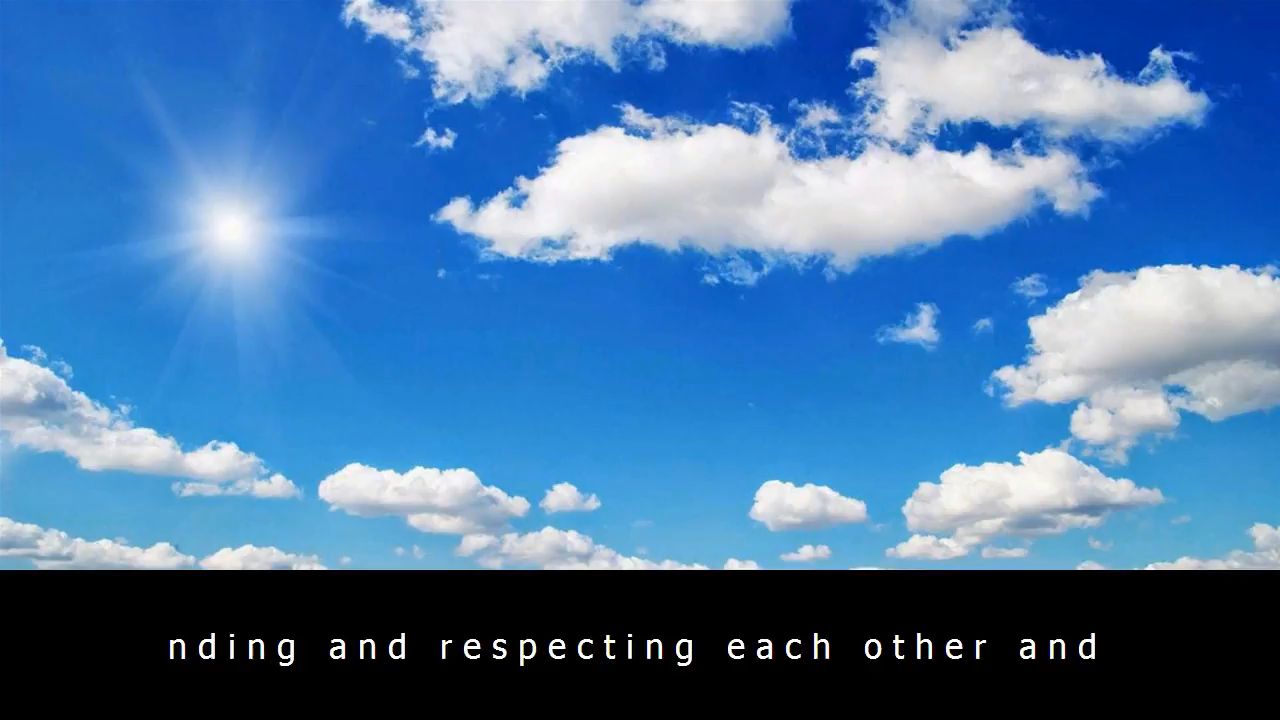 nding and respecting each other and